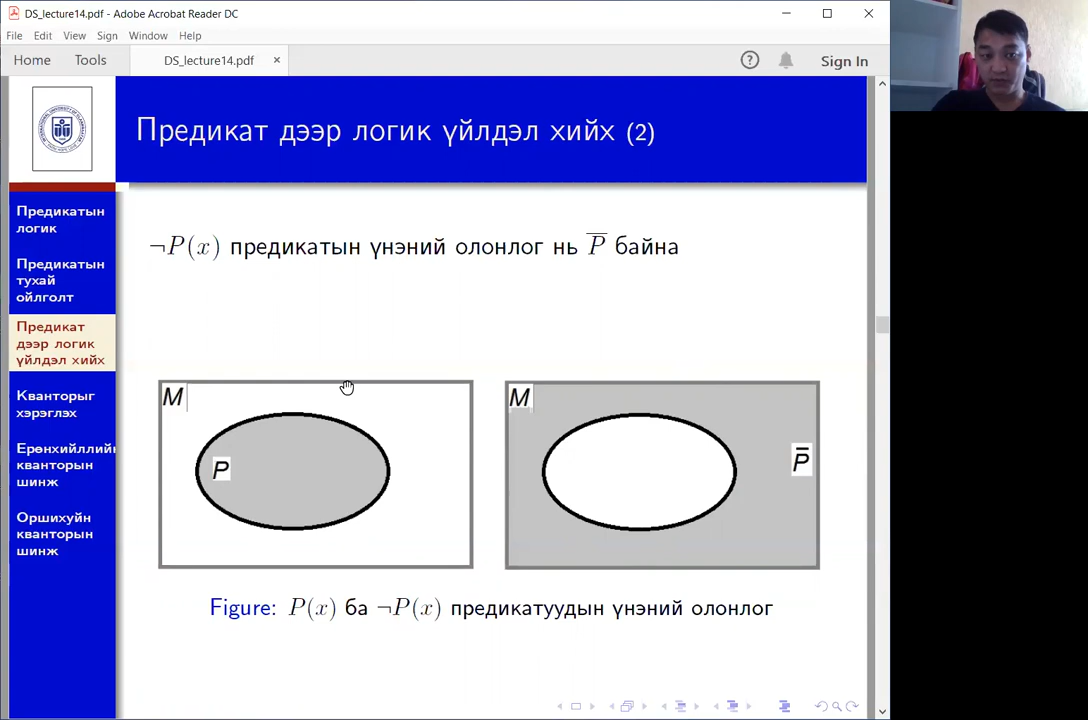 DS_lecture14.pdf - Adobe Acrobat Reader DC
File Edit View Sign Window Help
Home Tools DS_lecture14.pdf × Sign In
Предикат дээр логик үйлдэл хийх (2)
Предикатын
логик
Предикатын
тухай
ойлголт
Предикат
дээр логик
үйлдэл хийх
Кванторыг
хэрэглэх
Ерөнхийллийн
кванторын
шинж
Оршихуйн
кванторын
шинж
¬P(x) предикатын үнэний олонлог нь P̅ байна
M
P
M
P̅
Figure: P(x) ба ¬P(x) предикатуудын үнэний олонлог